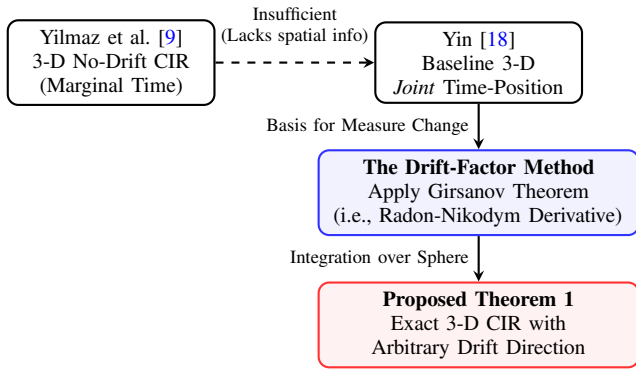 Yilmaz et al. [9]
3-D No-Drift CIR
(Marginal Time)
Insufficient
(Lacks spatial info)
Yin [18]
Baseline 3-D
Joint Time-Position
Basis for Measure Change
The Drift-Factor Method
Apply Girsanov Theorem
(i.e., Radon-Nikodym Derivative)
Integration over Sphere
Proposed Theorem 1
Exact 3-D CIR with
Arbitrary Drift Direction